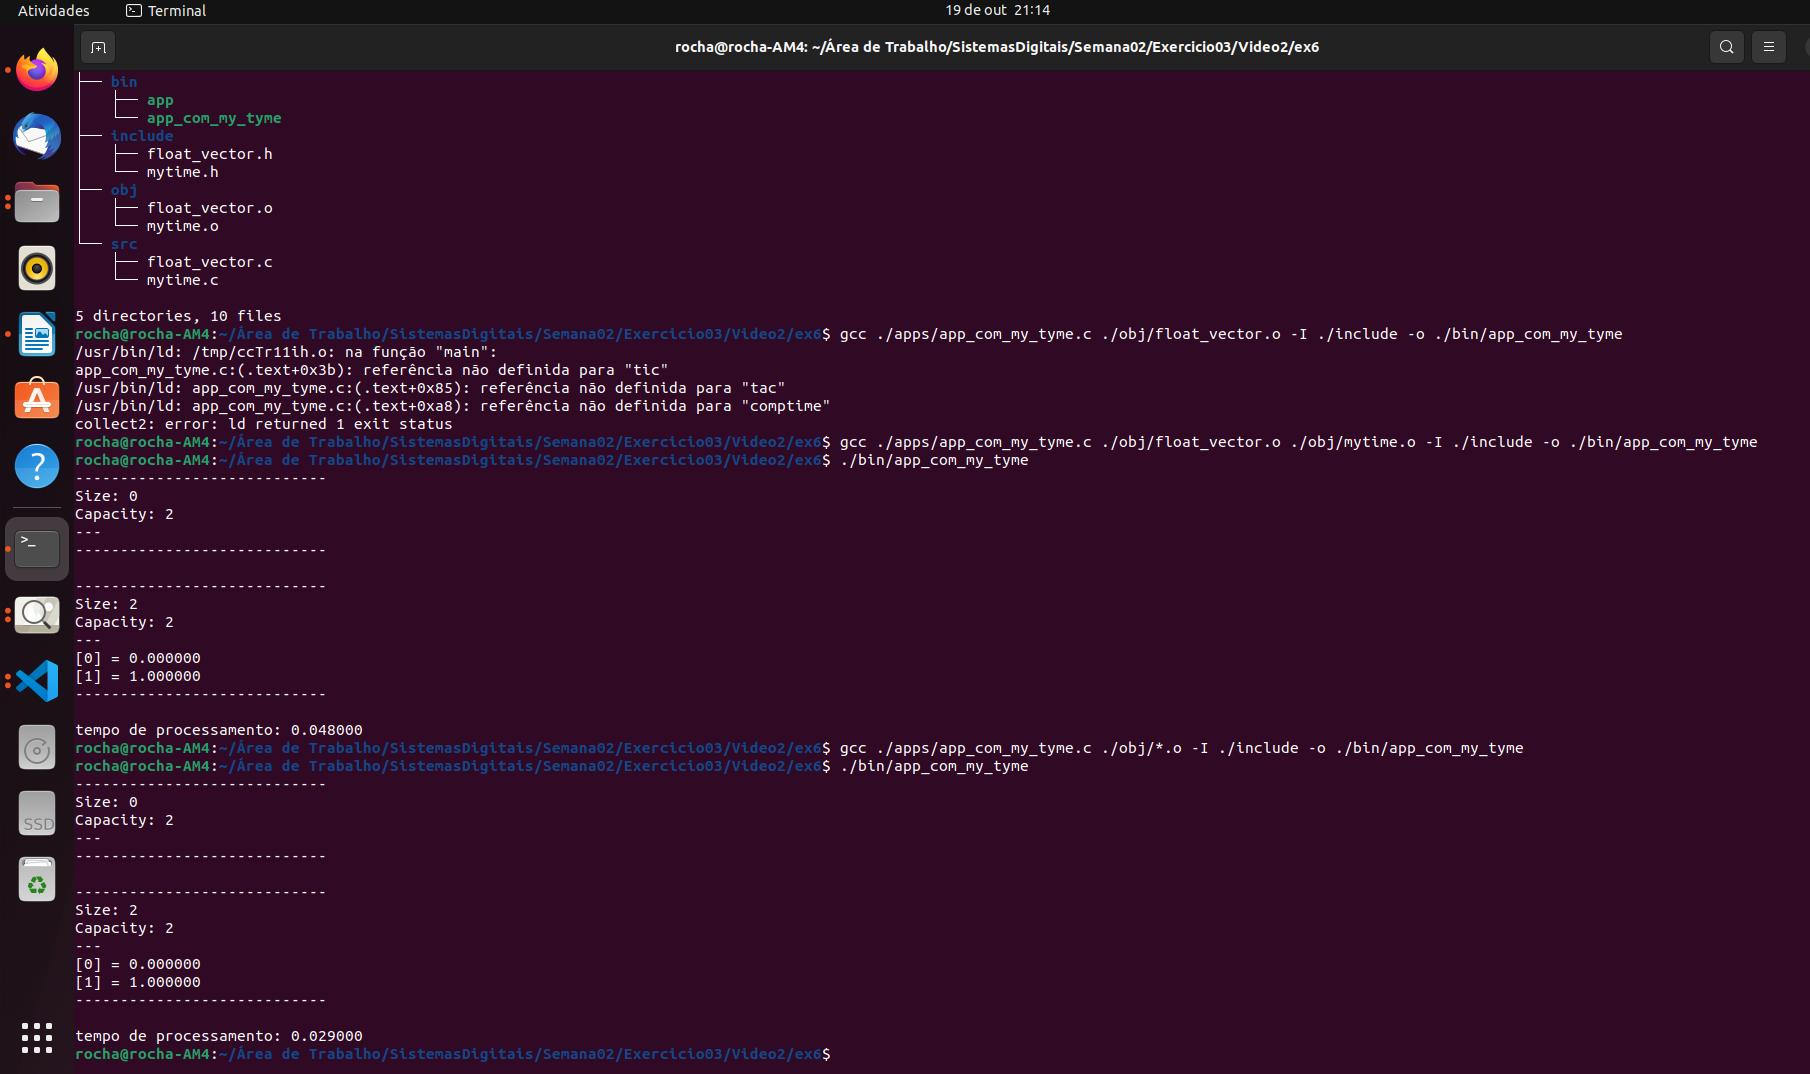 Atividades Terminal 19 de out 21:14
rocha@rocha-AM4: ~/Área de Trabalho/SistemasDigitais/Semana02/Exercicio03/Video2/ex6
├── bin
│   ├── app
│   └── app_com_my_tyme
├── include
│   ├── float_vector.h
│   └── mytime.h
├── obj
│   ├── float_vector.o
│   └── mytime.o
└── src
    ├── float_vector.c
    └── mytime.c
5 directories, 10 files
rocha@rocha-AM4:~/Área de Trabalho/SistemasDigitais/Semana02/Exercicio03/Video2/ex6$ gcc ./apps/app_com_my_tyme.c ./obj/float_vector.o -I ./include -o ./bin/app_com_my_tyme
/usr/bin/ld: /tmp/ccTr11ih.o: na função "main":
app_com_my_tyme.c:(.text+0x3b): referência não definida para "tic"
/usr/bin/ld: app_com_my_tyme.c:(.text+0x85): referência não definida para "tac"
/usr/bin/ld: app_com_my_tyme.c:(.text+0xa8): referência não definida para "comptime"
collect2: error: ld returned 1 exit status
rocha@rocha-AM4:~/Área de Trabalho/SistemasDigitais/Semana02/Exercicio03/Video2/ex6$ gcc ./apps/app_com_my_tyme.c ./obj/float_vector.o ./obj/mytime.o -I ./include -o ./bin/app_com_my_tyme
rocha@rocha-AM4:~/Área de Trabalho/SistemasDigitais/Semana02/Exercicio03/Video2/ex6$ ./bin/app_com_my_tyme
----------------------------
Size: 0
Capacity: 2
---
----------------------------
----------------------------
Size: 2
Capacity: 2
---
[0] = 0.000000
[1] = 1.000000
----------------------------
tempo de processamento: 0.048000
rocha@rocha-AM4:~/Área de Trabalho/SistemasDigitais/Semana02/Exercicio03/Video2/ex6$ gcc ./apps/app_com_my_tyme.c ./obj/*.o -I ./include -o ./bin/app_com_my_tyme
rocha@rocha-AM4:~/Área de Trabalho/SistemasDigitais/Semana02/Exercicio03/Video2/ex6$ ./bin/app_com_my_tyme
----------------------------
Size: 0
Capacity: 2
---
----------------------------
----------------------------
Size: 2
Capacity: 2
---
[0] = 0.000000
[1] = 1.000000
----------------------------
tempo de processamento: 0.029000
rocha@rocha-AM4:~/Área de Trabalho/SistemasDigitais/Semana02/Exercicio03/Video2/ex6$
SSD